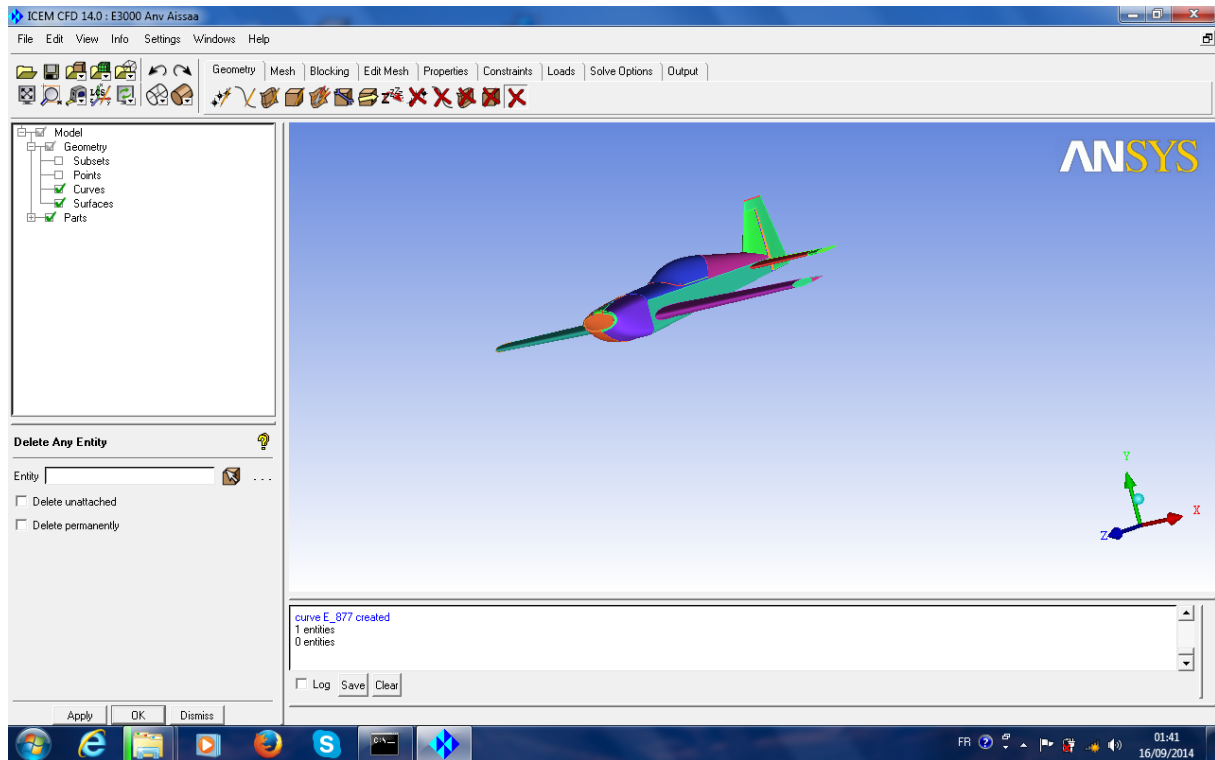 ICEM CFD 14.0 : E3000 Anv Aissaa
File Edit View Info Settings Windows Help
Geometry Mesh Blocking Edit Mesh Properties Constraints Loads Solve Options Output
Model
Geometry
Subsets
Points
Curves
Surfaces
Parts
ANSYS
Delete Any Entity
Entity ...
Delete unattached
Delete permanently
Y
X
Z
curve E_877 created
1 entities
0 entities
Log Save Clear
Apply OK Dismiss
FR 01:41
16/09/2014